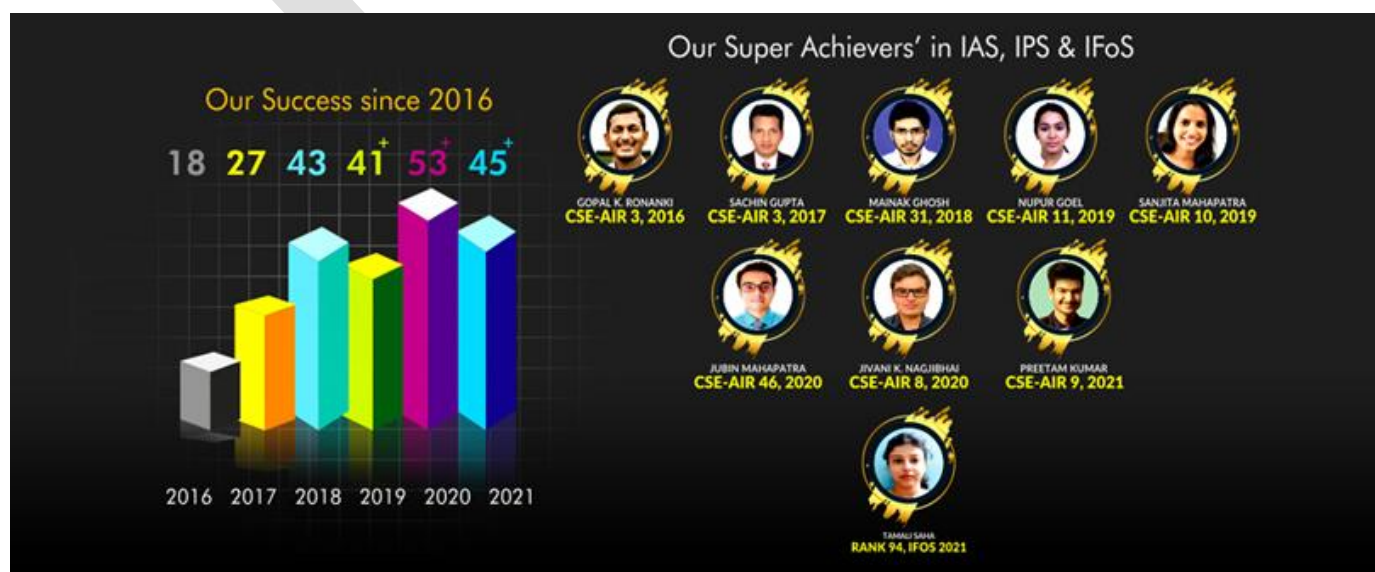 Our Success since 2016
18 27 43 41+ 53+ 45+
2016 2017 2018 2019 2020 2021
Our Super Achievers’ in IAS, IPS & IFoS
GOPAL K. RONANKI
CSE-AIR 3, 2016
SACHIN GUPTA
CSE-AIR 3, 2017
MAINAK GHOSH
CSE-AIR 31, 2018
NUPUR GOEL
CSE-AIR 11, 2019
SANJITA MAHAPATRA
CSE-AIR 10, 2019
JUBIN MAHAPATRA
CSE-AIR 46, 2020
JIVANI K. NAGJIBHAI
CSE-AIR 8, 2020
PREETAM KUMAR
CSE-AIR 9, 2021
TAMALI SAHA
RANK 94, IFOS 2021